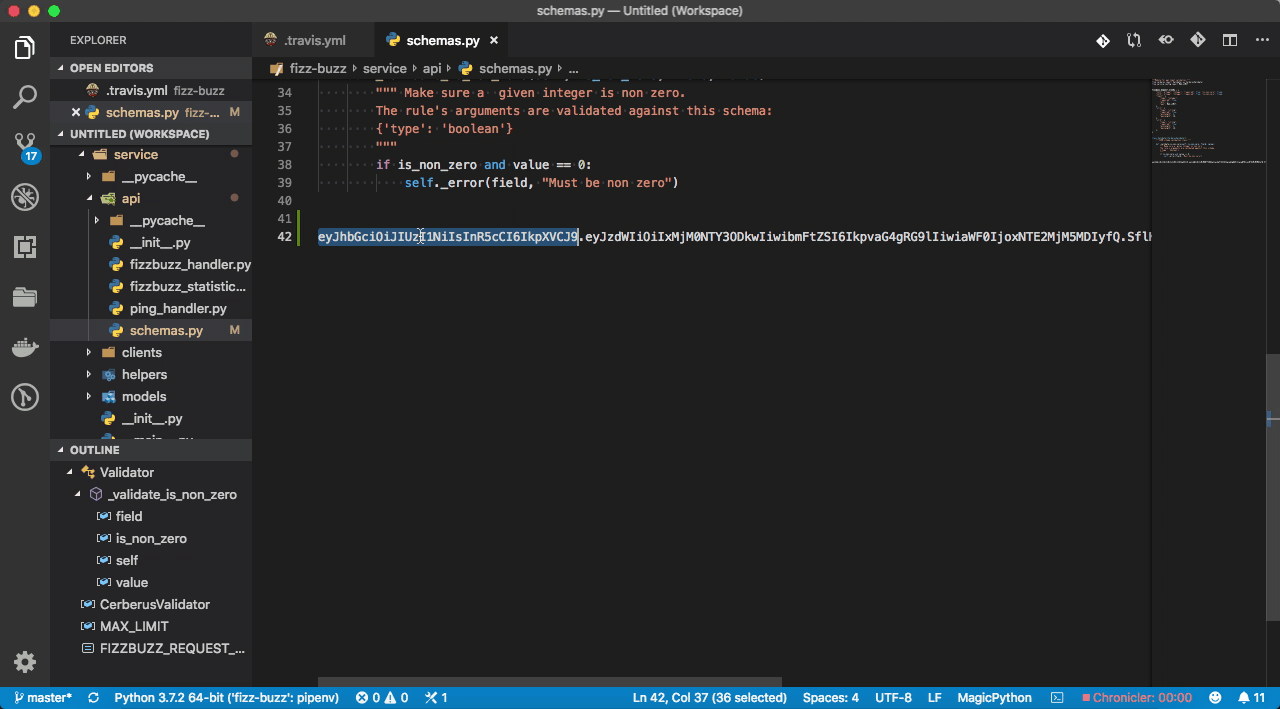 schemas.py — Untitled (Workspace)
EXPLORER
OPEN EDITORS
.travis.yml fizz-buzz
schemas.py fizz-... M
UNTITLED (WORKSPACE)
service
__pycache__
api
__pycache__
__init__.py
fizzbuzz_handler.py
fizzbuzz_statistic...
ping_handler.py
schemas.py M
clients
helpers
models
__init__.py
OUTLINE
Validator
_validate_is_non_zero
field
is_non_zero
self
value
CerberusValidator
MAX_LIMIT
FIZZBUZZ_REQUEST_...
17
.travis.yml
schemas.py
fizz-buzz service api schemas.py ...
34 """ Make sure a given integer is non zero.
35 The rule's arguments are validated against this schema:
36 {'type': 'boolean'}
37 """
38 if is_non_zero and value == 0:
39 self._error(field, "Must be non zero")
40
41
42 eyJhbGciOiJIUzI1NiIsInR5cCI6IkpXVCJ9.eyJzdWIiOiIxMjM0NTY3ODkwIiwibmFtZSI6IkpvaG4gRG9lIiwiaWF0IjoxNTE2MjM5MDIyfQ.Sfl
master* Python 3.7.2 64-bit ('fizz-buzz': pipenv) 0 0 1 Ln 42, Col 37 (36 selected) Spaces: 4 UTF-8 LF MagicPython Chronicler: 00:00 11